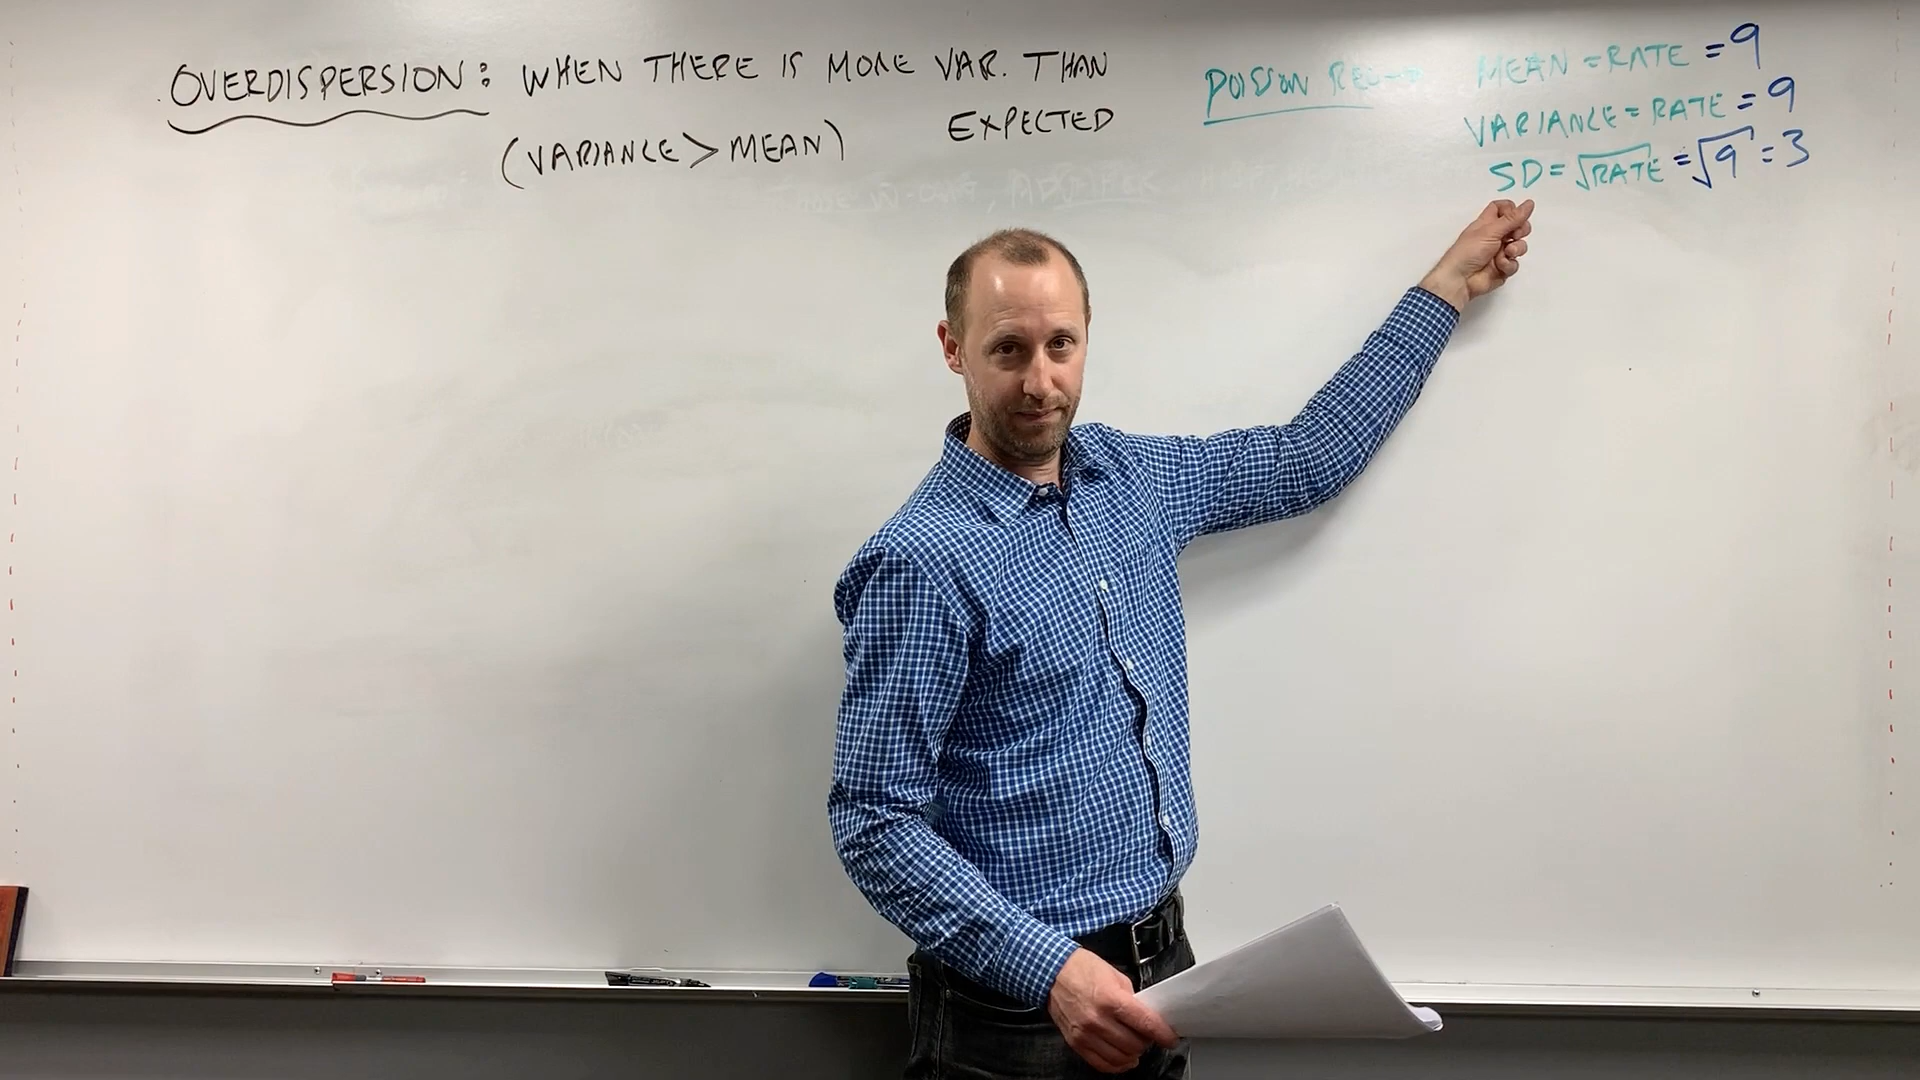 OVERDISPERSION: WHEN THERE IS MORE VAR. THAN
EXPECTED
(VARIANCE > MEAN)
POISSON REG
MEAN = RATE = 9
VARIANCE = RATE = 9
SD = √RATE = √9 = 3